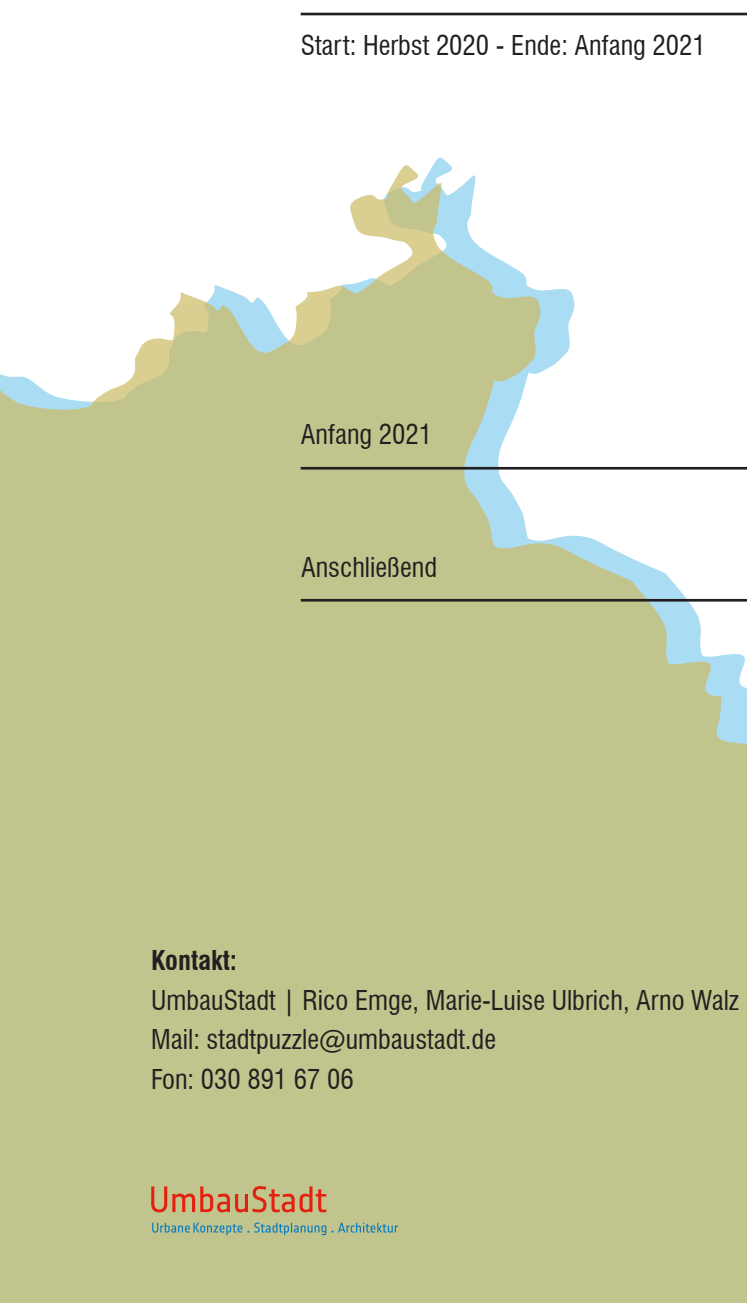 Start: Herbst 2020 - Ende: Anfang 2021
Anfang 2021
Anschließend
Kontakt:
UmbauStadt | Rico Emge, Marie-Luise Ulbrich, Arno Walz
Mail: stadtpuzzle@umbaustadt.de
Fon: 030 891 67 06
UmbauStadt
Urbane Konzepte . Stadtplanung . Architektur